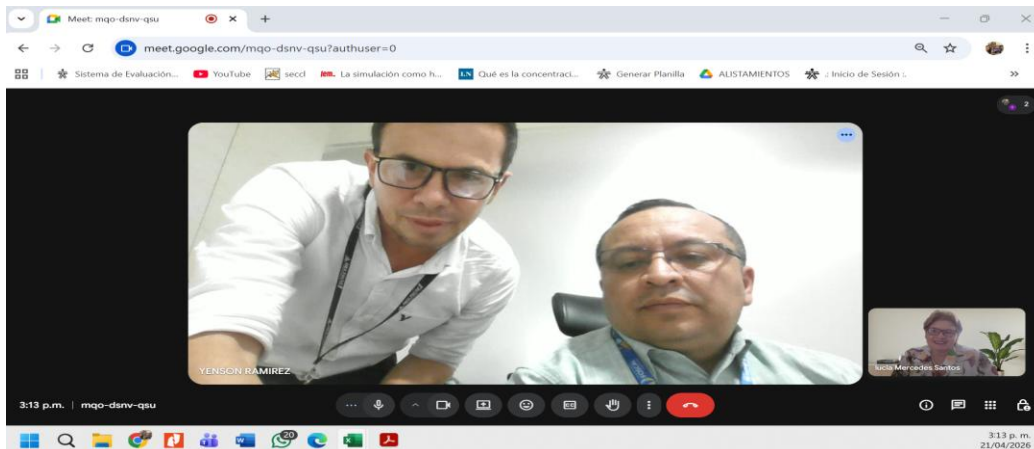 Meet: mqo-dsnv-qsu
meet.google.com/mqo-dsnv-qsu?authuser=0
Sistema de Evaluación... YouTube seccl La simulación como h... LN Qué es la concentraci... Generar Planilla ALISTAMIENTOS .: Inicio de Sesión :. »
2
YENSON RAMIREZ
lucia Mercedes Santos
3:13 p.m. | mqo-dsnv-qsu
20
3:13 p. m.
21/04/2026